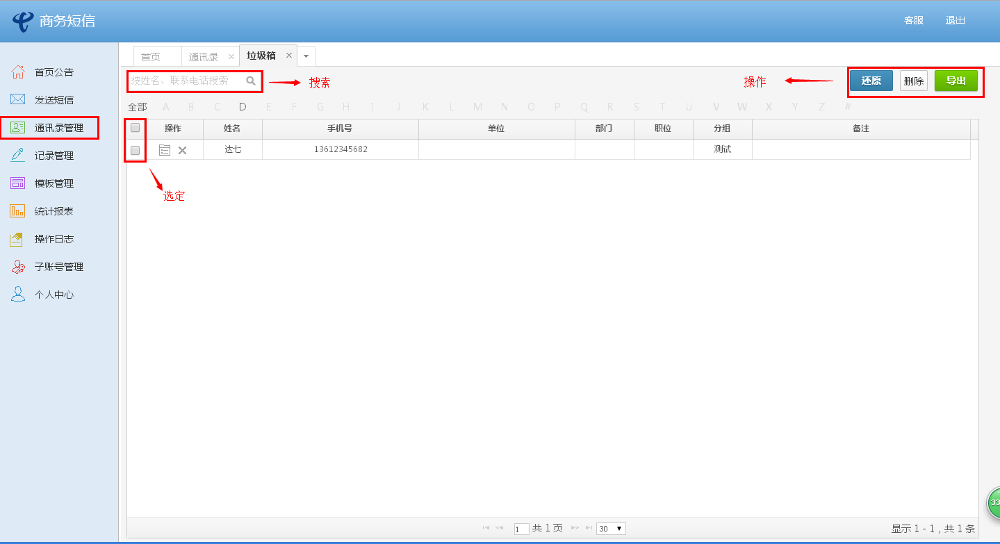 商务短信
客服 退出
首页公告
发送短信
通讯录管理
记录管理
模板管理
统计报表
操作日志
子账号管理
个人中心
首页 通讯录 × 垃圾箱 ×
按姓名、联系电话搜索 搜索 操作 还原 删除 导出
全部 A B C D E F G H I J K L M N O P Q R S T U V W X Y Z #
操作 姓名 手机号 单位 部门 职位 分组 备注
达七 13612345682 测试
选定
1 共 1 页 30 显示 1 - 1 , 共 1 条
33